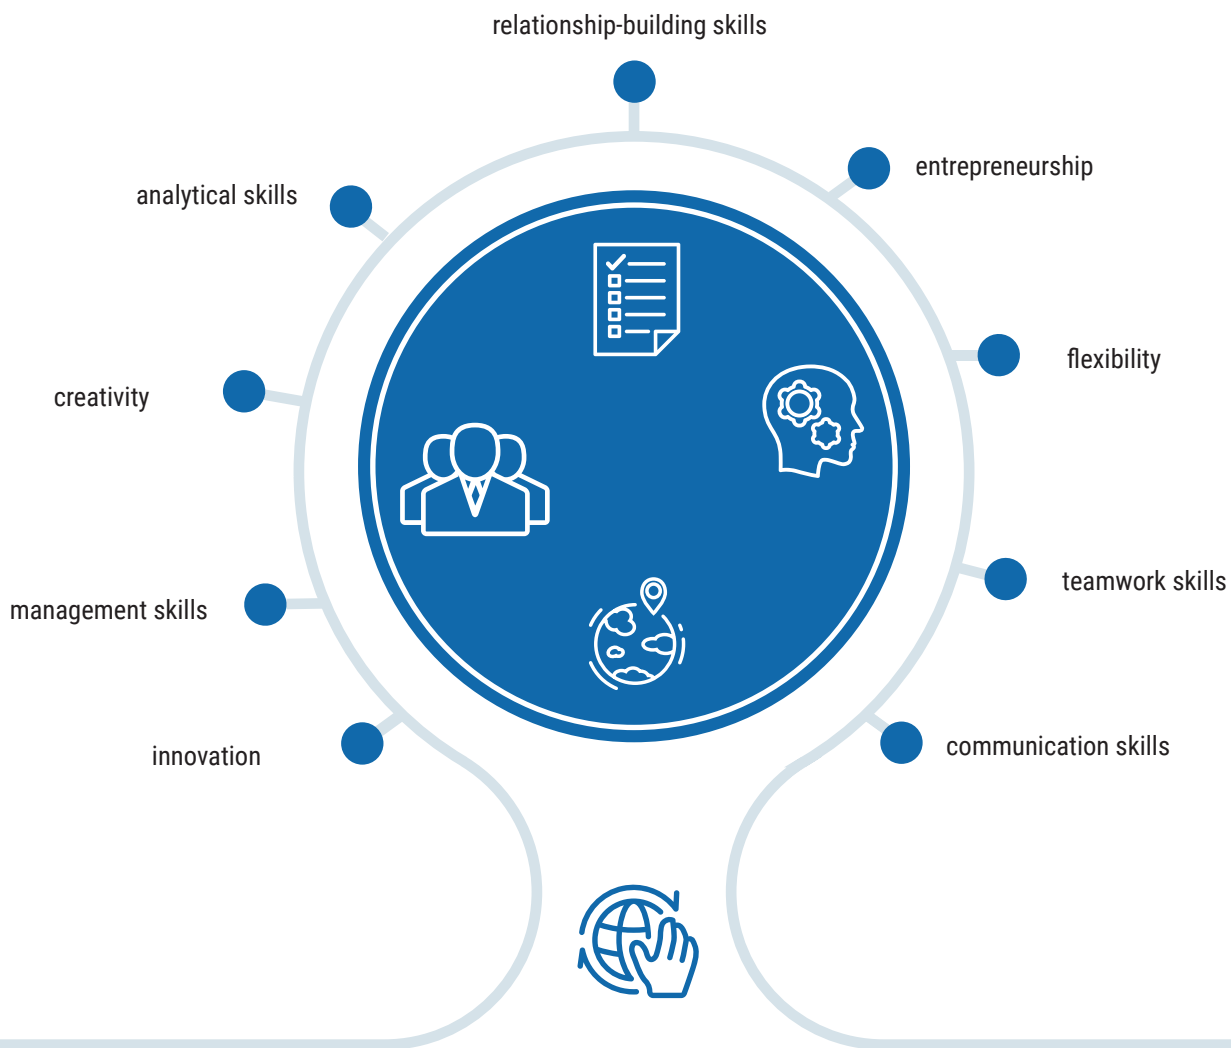 relationship-building skills
entrepreneurship
analytical skills
flexibility
creativity
teamwork skills
management skills
communication skills
innovation